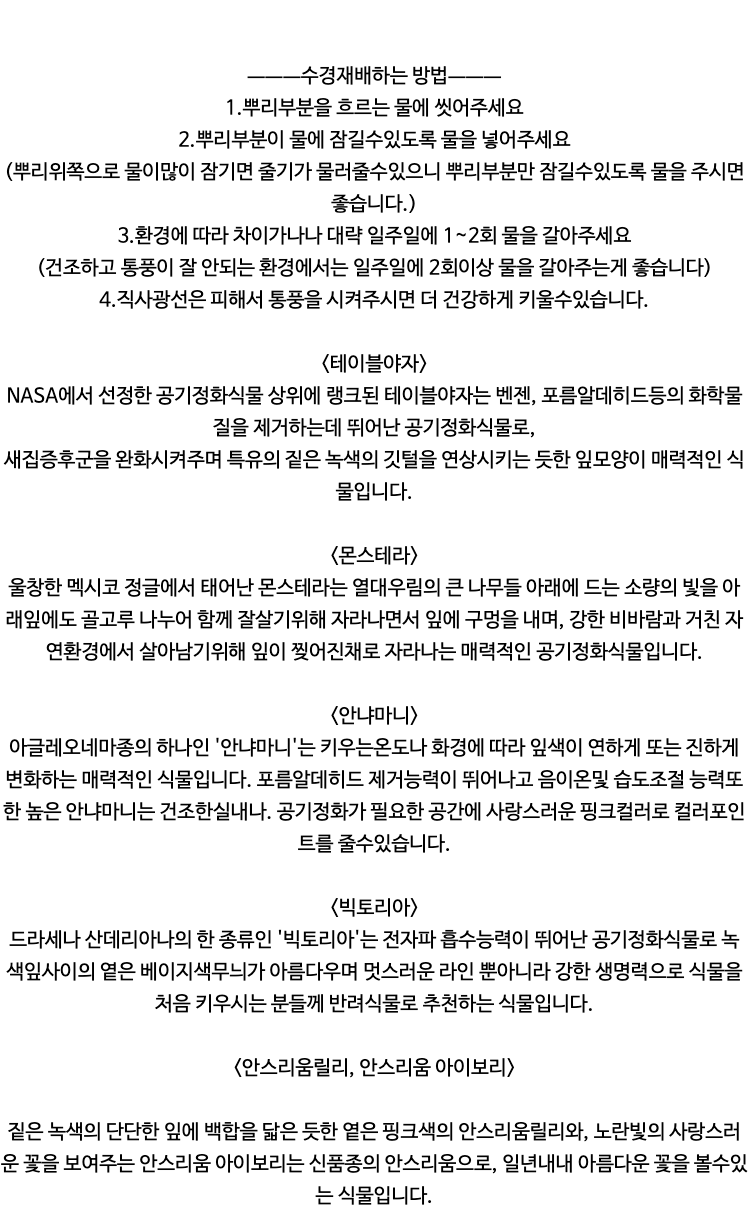 ———수경재배하는 방법———
1.뿌리부분을 흐르는 물에 씻어주세요
2.뿌리부분이 물에 잠길수있도록 물을 넣어주세요
(뿌리위쪽으로 물이많이 잠기면 줄기가 물러줄수있으니 뿌리부분만 잠길수있도록 물을 주시면
좋습니다.)
3.환경에 따라 차이가나나 대략 일주일에 1~2회 물을 갈아주세요
(건조하고 통풍이 잘 안되는 환경에서는 일주일에 2회이상 물을 갈아주는게 좋습니다)
4.직사광선은 피해서 통풍을 시켜주시면 더 건강하게 키울수있습니다.
<테이블야자>
NASA에서 선정한 공기정화식물 상위에 랭크된 테이블야자는 벤젠, 포름알데히드등의 화학물
질을 제거하는데 뛰어난 공기정화식물로,
새집증후군을 완화시켜주며 특유의 짙은 녹색의 깃털을 연상시키는 듯한 잎모양이 매력적인 식
물입니다.
<몬스테라>
울창한 멕시코 정글에서 태어난 몬스테라는 열대우림의 큰 나무들 아래에 드는 소량의 빛을 아
래잎에도 골고루 나누어 함께 잘살기위해 자라나면서 잎에 구멍을 내며, 강한 비바람과 거친 자
연환경에서 살아남기위해 잎이 찢어진채로 자라나는 매력적인 공기정화식물입니다.
<안냐마니>
아글레오네마종의 하나인 '안냐마니'는 키우는온도나 화경에 따라 잎색이 연하게 또는 진하게
변화하는 매력적인 식물입니다. 포름알데히드 제거능력이 뛰어나고 음이온및 습도조절 능력또
한 높은 안냐마니는 건조한실내나. 공기정화가 필요한 공간에 사랑스러운 핑크컬러로 컬러포인
트를 줄수있습니다.
<빅토리아>
드라세나 산데리아나의 한 종류인 '빅토리아'는 전자파 흡수능력이 뛰어난 공기정화식물로 녹
색잎사이의 옅은 베이지색무늬가 아름다우며 멋스러운 라인 뿐아니라 강한 생명력으로 식물을
처음 키우시는 분들께 반려식물로 추천하는 식물입니다.
<안스리움릴리, 안스리움 아이보리>
짙은 녹색의 단단한 잎에 백합을 닮은 듯한 옅은 핑크색의 안스리움릴리와, 노란빛의 사랑스러
운 꽃을 보여주는 안스리움 아이보리는 신품종의 안스리움으로, 일년내내 아름다운 꽃을 볼수있
는 식물입니다.